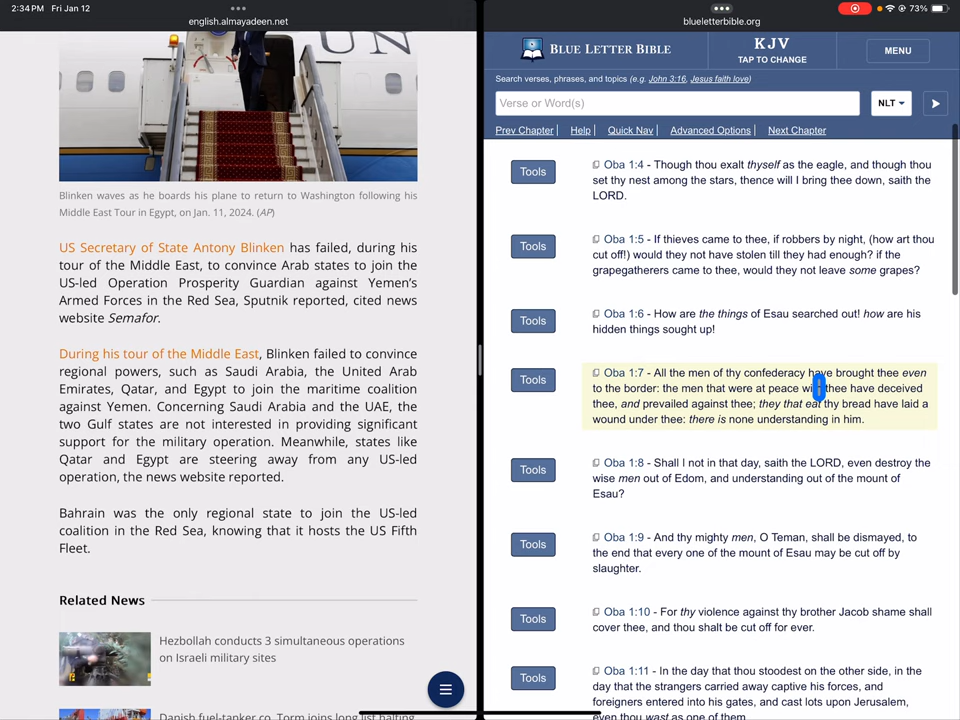 2:34 PM Fri Jan 12
73%
english.almayadeen.net
UN
Blinken waves as he boards his plane to return to Washington following his
Middle East Tour in Egypt, on Jan. 11, 2024. (AP)
US Secretary of State Antony Blinken has failed, during his
tour of the Middle East, to convince Arab states to join the
US-led Operation Prosperity Guardian against Yemen's
Armed Forces in the Red Sea, Sputnik reported, cited news
website Semafor.
During his tour of the Middle East, Blinken failed to convince
regional powers, such as Saudi Arabia, the United Arab
Emirates, Qatar, and Egypt to join the maritime coalition
against Yemen. Concerning Saudi Arabia and the UAE, the
two Gulf states are not interested in providing significant
support for the military operation. Meanwhile, states like
Qatar and Egypt are steering away from any US-led
operation, the news website reported.
Bahrain was the only regional state to join the US-led
coalition in the Red Sea, knowing that it hosts the US Fifth
Fleet.
Related News
Hezbollah conducts 3 simultaneous operations
on Israeli military sites
Danish fuel-tanker co. Torm joins long list halting
blueletterbible.org
BLUE LETTER BIBLE
KJV
TAP TO CHANGE
MENU
Search verses, phrases, and topics (e.g. John 3:16, Jesus faith love)
Verse or Word(s)
NLT
Prev Chapter | Help | Quick Nav | Advanced Options | Next Chapter
Tools
Oba 1:4 - Though thou exalt thyself as the eagle, and though thou
set thy nest among the stars, thence will I bring thee down, saith the
LORD.
Tools
Oba 1:5 - If thieves came to thee, if robbers by night, (how art thou
cut off!) would they not have stolen till they had enough? if the
grapegatherers came to thee, would they not leave some grapes?
Tools
Oba 1:6 - How are the things of Esau searched out! how are his
hidden things sought up!
Tools
Oba 1:7 - All the men of thy confederacy have brought thee even
to the border: the men that were at peace with thee have deceived
thee, and prevailed against thee; they that eat thy bread have laid a
wound under thee: there is none understanding in him.
Tools
Oba 1:8 - Shall I not in that day, saith the LORD, even destroy the
wise men out of Edom, and understanding out of the mount of
Esau?
Tools
Oba 1:9 - And thy mighty men, O Teman, shall be dismayed, to
the end that every one of the mount of Esau may be cut off by
slaughter.
Tools
Oba 1:10 - For thy violence against thy brother Jacob shame shall
cover thee, and thou shalt be cut off for ever.
Tools
Oba 1:11 - In the day that thou stoodest on the other side, in the
day that the strangers carried away captive his forces, and
foreigners entered into his gates, and cast lots upon Jerusalem,
even thou wast as one of them.